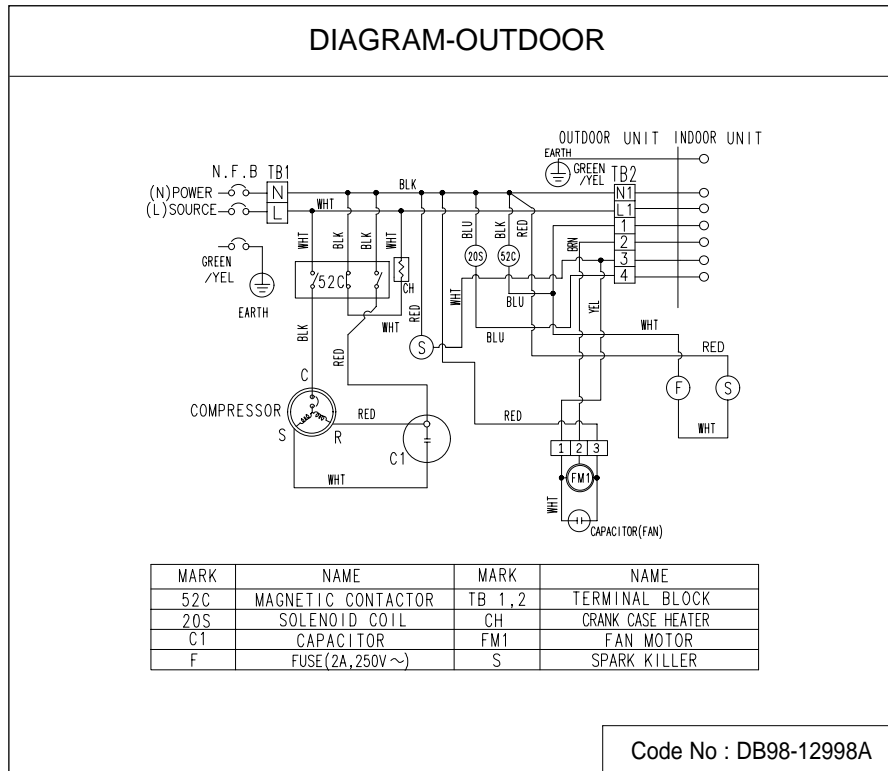 DIAGRAM-OUTDOOR
OUTDOOR UNIT INDOOR UNIT
EARTH
GREEN
/YEL
TB2
N.F.B TB1
(N)POWER
N
BLK
N1
(L)SOURCE
L
WHT
L1
1
2
3
4
WHT
BLK
BLK
WHT
BLU
BLK
RED
BRN
20S
52C
GREEN
/YEL
EARTH
52C
CH
WHT
RED
WHT
BLU
BLU
YEL
WHT
RED
BLK
RED
S
F
S
WHT
C
COMPRESSOR
S
R
RED
C1
WHT
RED
1 2 3
FM1
WHT
CAPACITOR(FAN)
MARK NAME MARK NAME
52C MAGNETIC CONTACTOR TB 1,2 TERMINAL BLOCK
20S SOLENOID COIL CH CRANK CASE HEATER
C1 CAPACITOR FM1 FAN MOTOR
F FUSE(2A,250V~) S SPARK KILLER
Code No : DB98-12998A